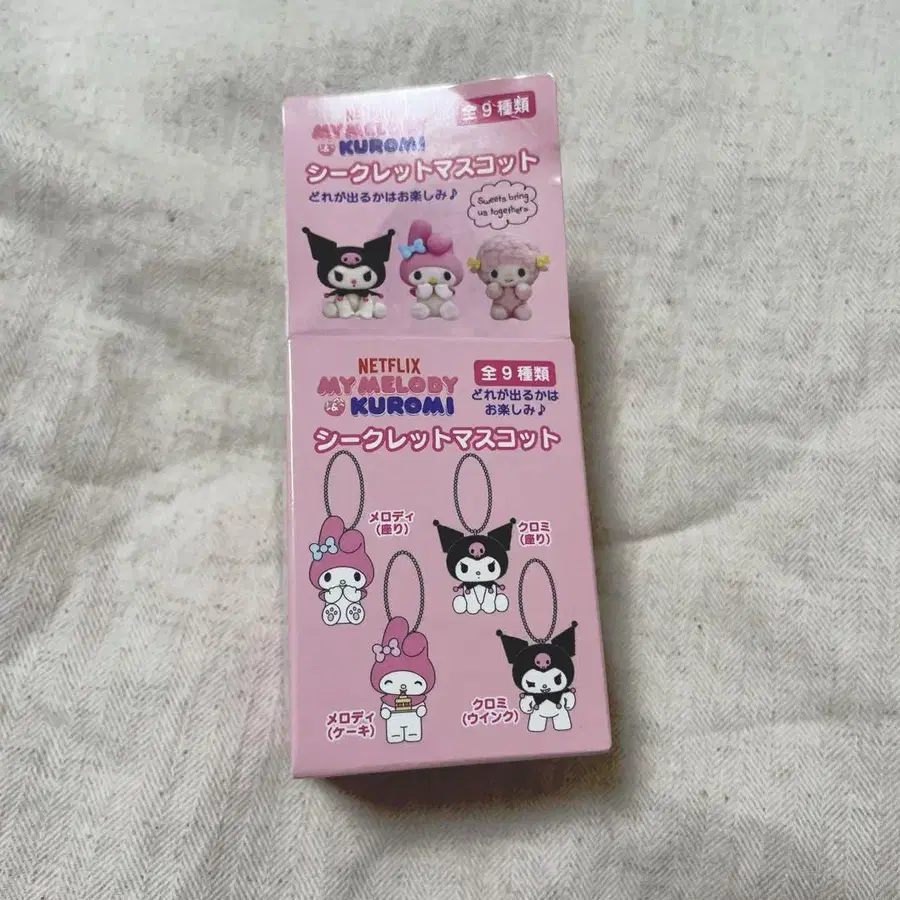 NETFLIX
全9種類
MY MELODY
& KUROMI
シークレットマスコット
どれが出るかはお楽しみ♪
Sweets bring
us together♪
NETFLIX
MY MELODY
& KUROMI
全9種類
どれが出るかは
お楽しみ♪
シークレットマスコット
メロディ
(座り)
クロミ
(座り)
メロディ
(ケーキ)
クロミ
(ウインク)